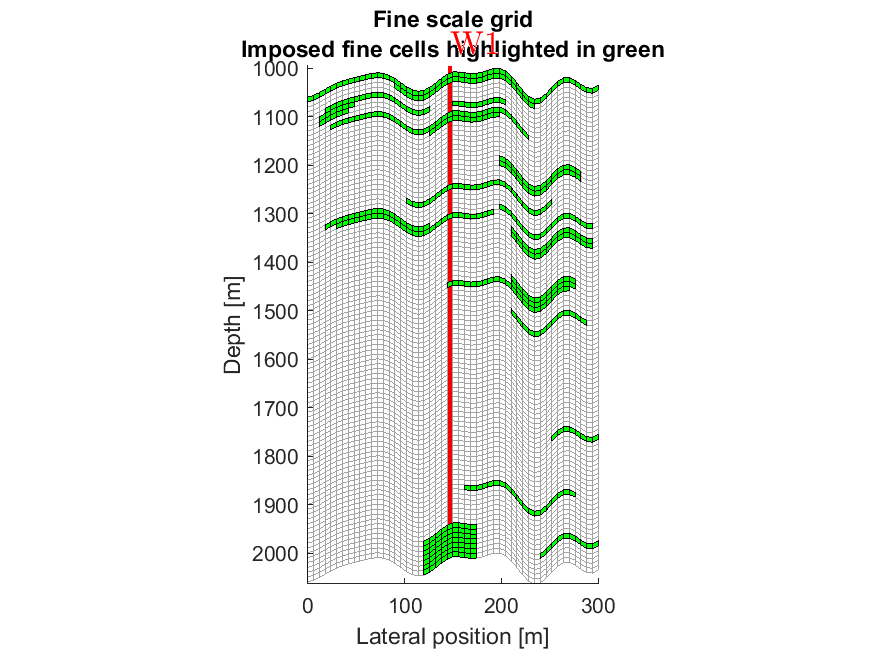 Fine scale grid
Imposed fine cells highlighted in green
W1
1000
1100
1200
1300
1400
1500
1600
1700
1800
1900
2000
Depth [m]
0 100 200 300
Lateral position [m]